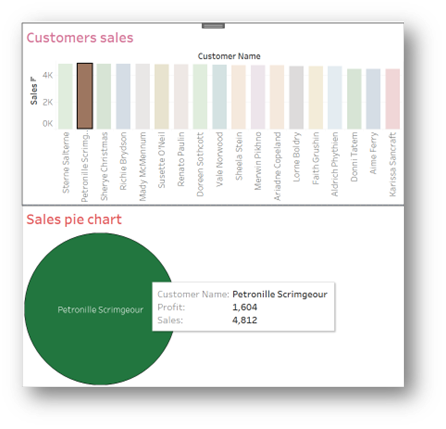 Customers sales
Customer Name
Sales
4K
2K
0K
Sterne Salterne
Petronille Scrimg..
Sherye Christmas
Richie Brydson
Mady McMennum
Susette O'Neil
Renato Paulin
Doreen Sothcott
Vale Norwood
Sheela Stein
Merwin Pikhno
Ariadne Copeland
Lorne Boldry
Faith Grushin
Aldrich Phythien
Donni Tatem
Aime Ferry
Karissa Sancraft
Sales pie chart
Petronille Scrimgeour
Customer Name: Petronille Scrimgeour
Profit: 1,604
Sales: 4,812